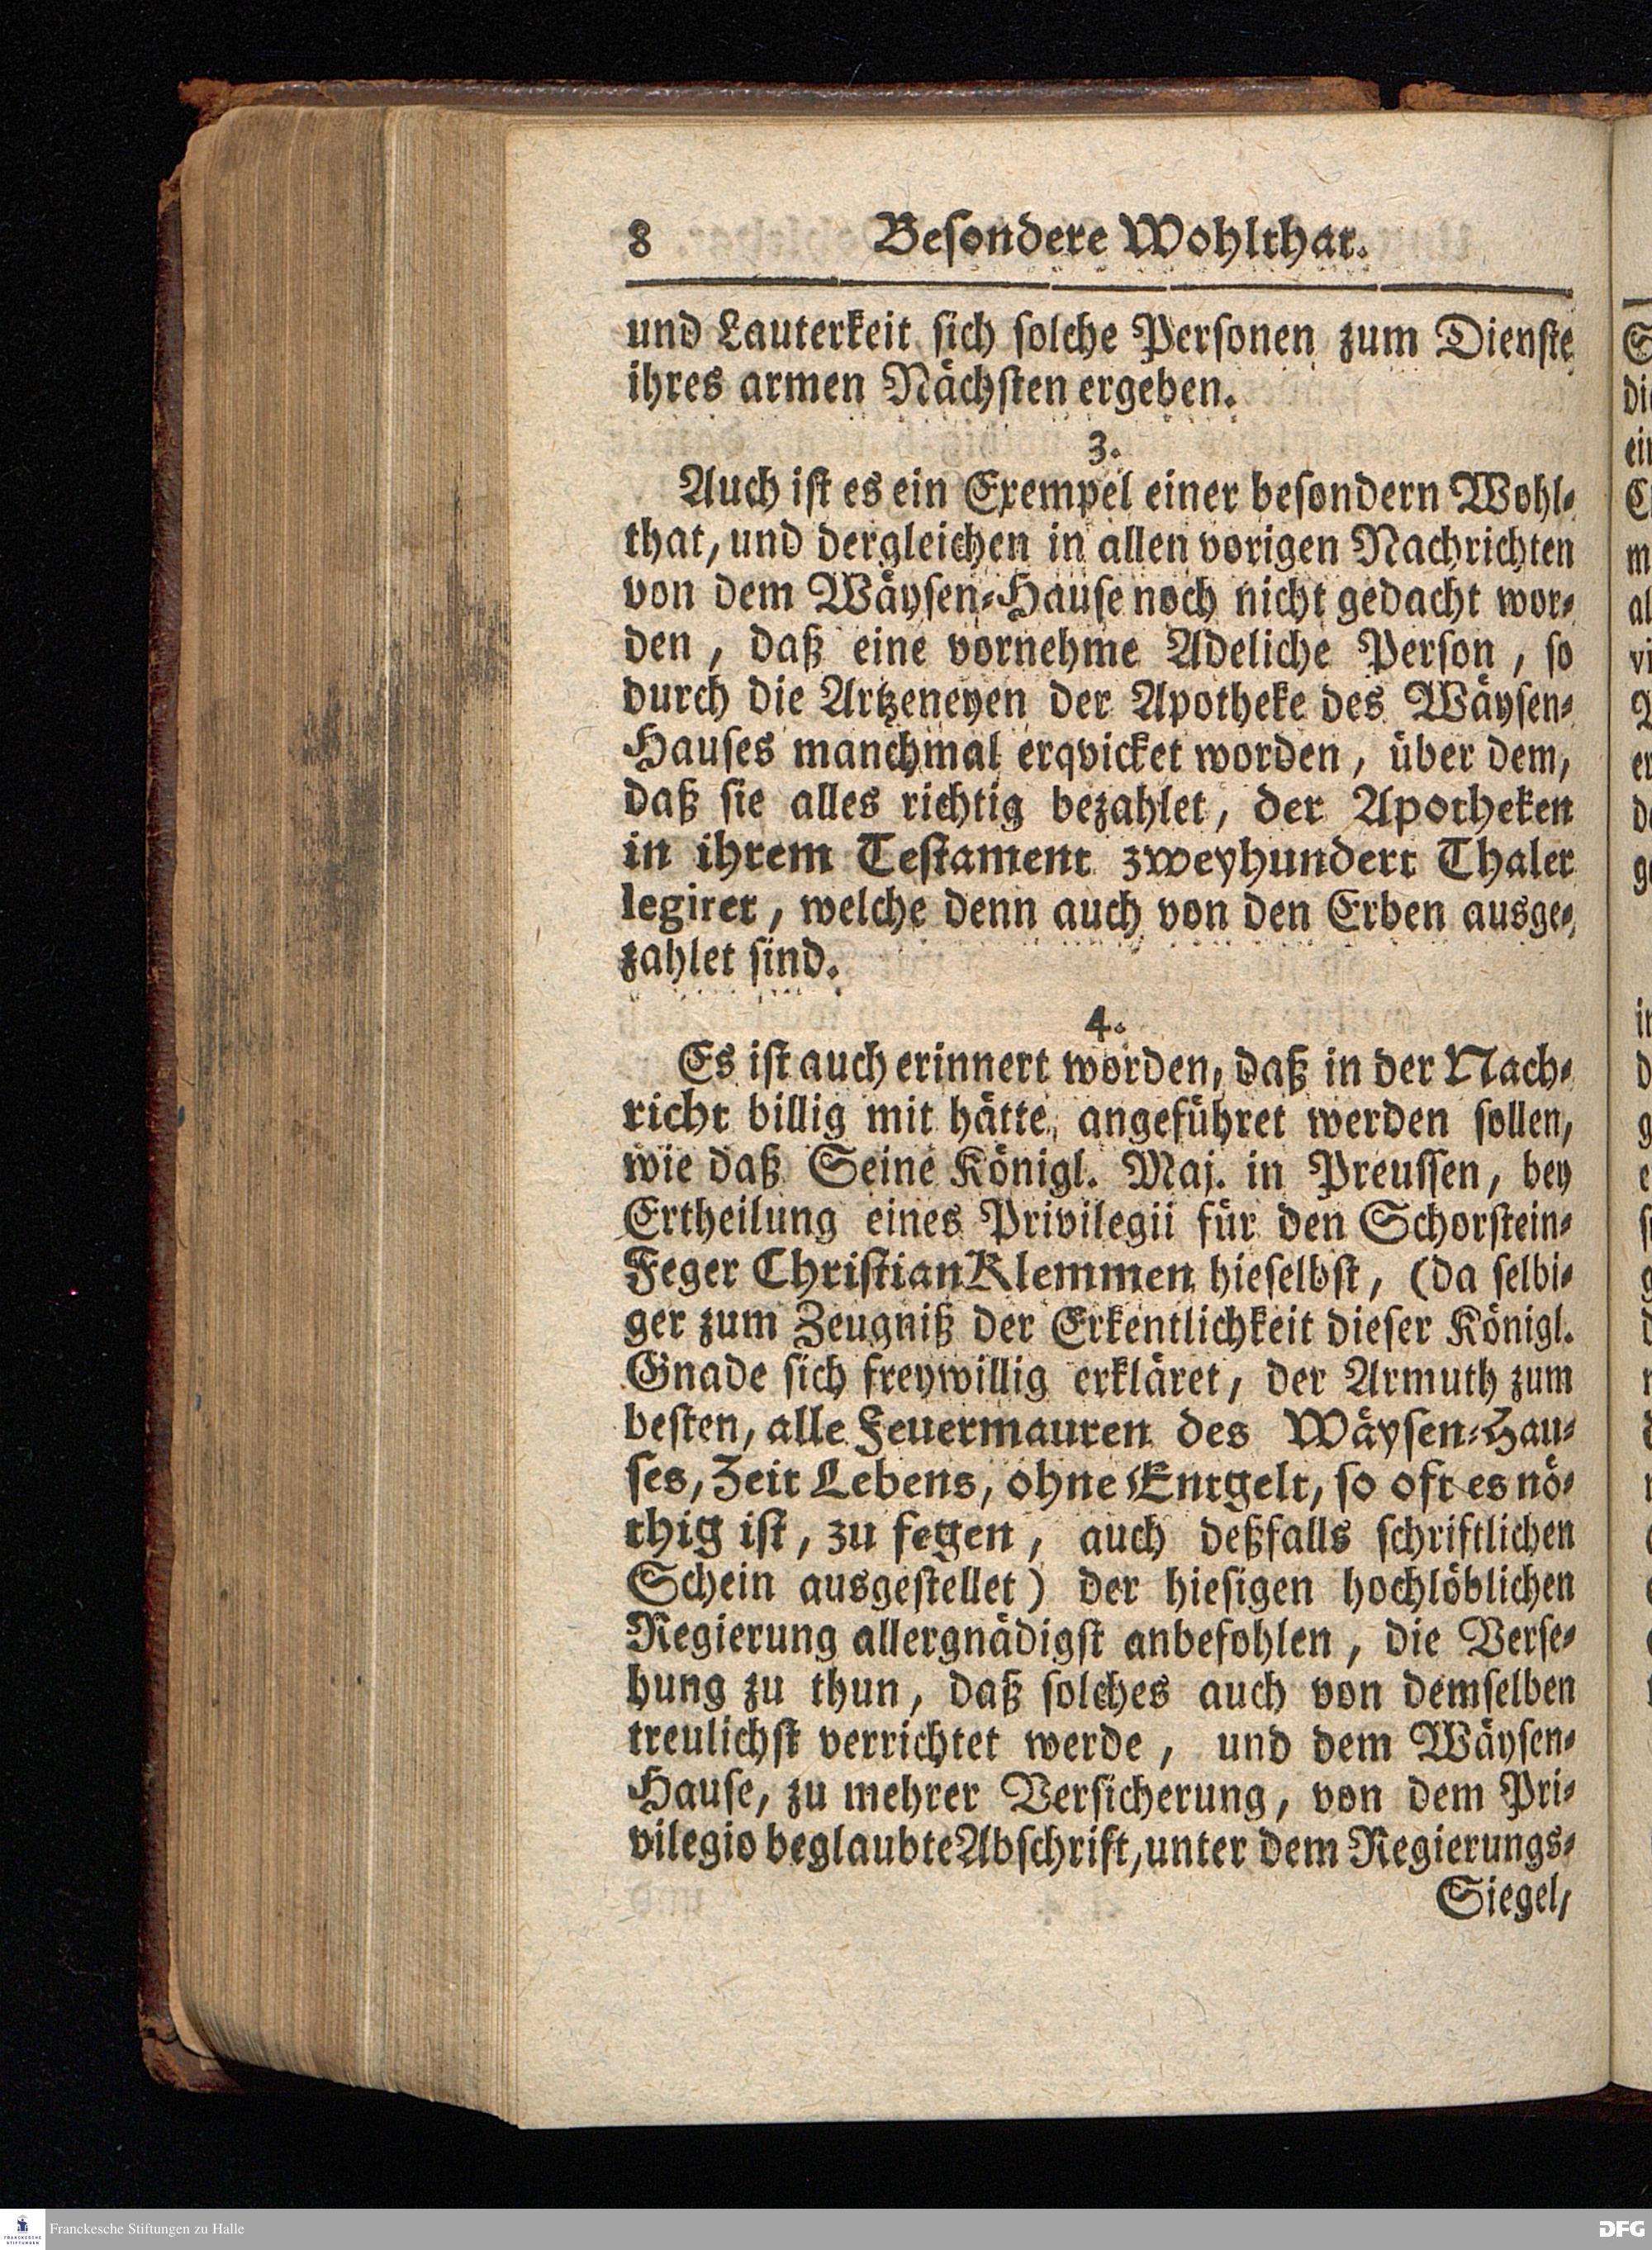 8 Besondere Wohlthat.
und Lauterkeit sich solche Personen zum Dienste
ihres armen Nächsten ergeben.
3.
Auch ist es ein Exempel einer besondern Wohl-
that, und dergleichen in allen vorigen Nachrichten
von dem Wäysen-Hause noch nicht gedacht wor-
den, daß eine vornehme Adeliche Person, so
durch die Artzeneyen der Apotheke des Wäysen-
Hauses manchmal erqvicket worden, über dem,
daß sie alles richtig bezahlet, der Apotheken
in ihrem Testament zweyhundert Thaler
legiret, welche denn auch von den Erben ausge-
zahlet sind.
4.
Es ist auch erinnert worden, daß in der Nach-
richt billig mit hätte angeführet werden sollen,
wie daß Seine Königl. Maj. in Preussen, bey
Ertheilung eines Privilegii für den Schorstein-
Feger Christian Klemmen hieselbst, (da selbi-
ger zum Zeugniß der Erkentlichkeit dieser Königl.
Gnade sich freywillig erkläret, der Armuth zum
besten, alle Feuermauren des Wäysen-Hau-
ses, Zeit Lebens, ohne Entgelt, so oft es nö-
thig ist, zu fegen, auch deßfalls schriftlichen
Schein ausgestellet) der hiesigen hochlöblichen
Regierung allergnädigst anbefohlen, die Verse-
hung zu thun, daß solches auch von demselben
treulichst verrichtet werde, und dem Wäysen-
Hause, zu mehrer Versicherung, von dem Pri-
vilegio beglaubte Abschrift, unter dem Regierungs-
Siegel,
Franckesche Stiftungen zu Halle
DFG